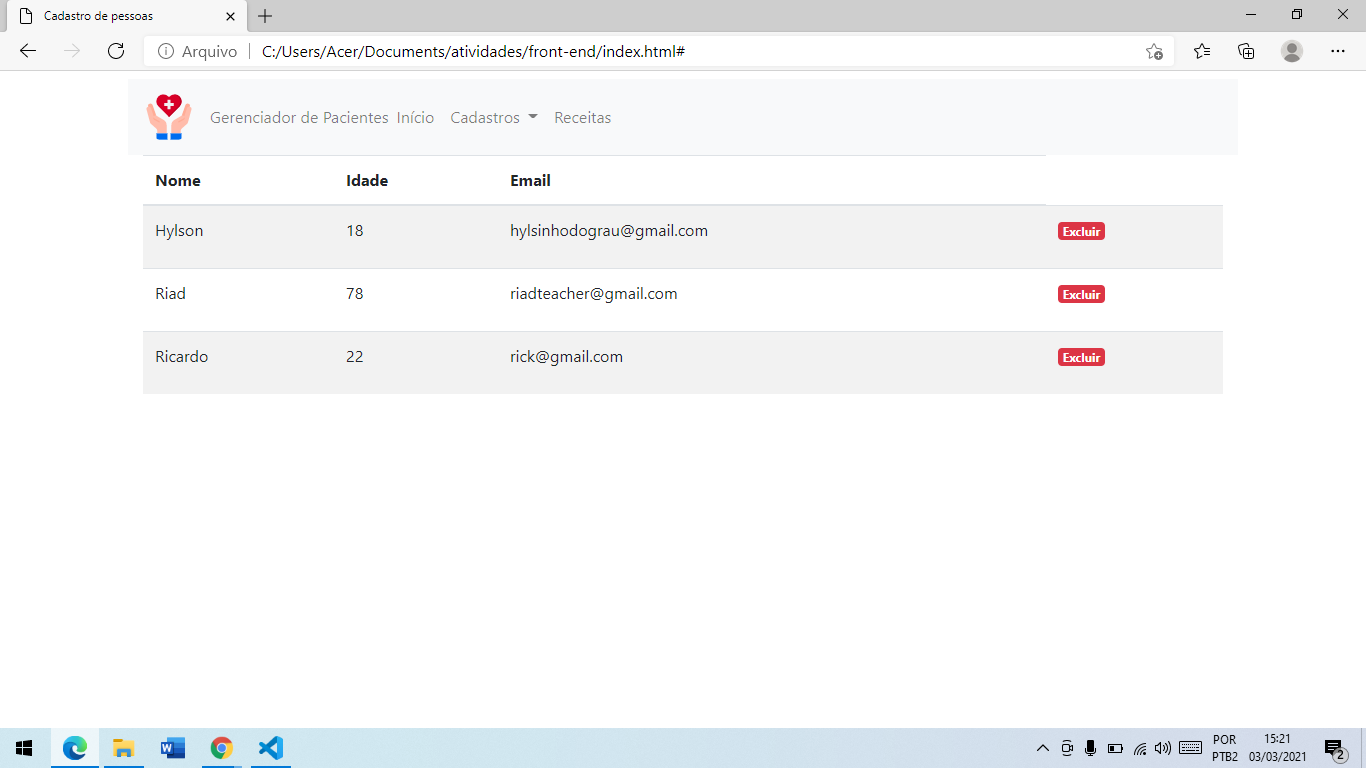 Cadastro de pessoas
Arquivo C:/Users/Acer/Documents/atividades/front-end/index.html#
Gerenciador de Pacientes Início Cadastros Receitas
Nome Idade Email
Hylson 18 hylsinhodograu@gmail.com Excluir
Riad 78 riadteacher@gmail.com Excluir
Ricardo 22 rick@gmail.com Excluir
POR 15:21
PTB2 03/03/2021 2